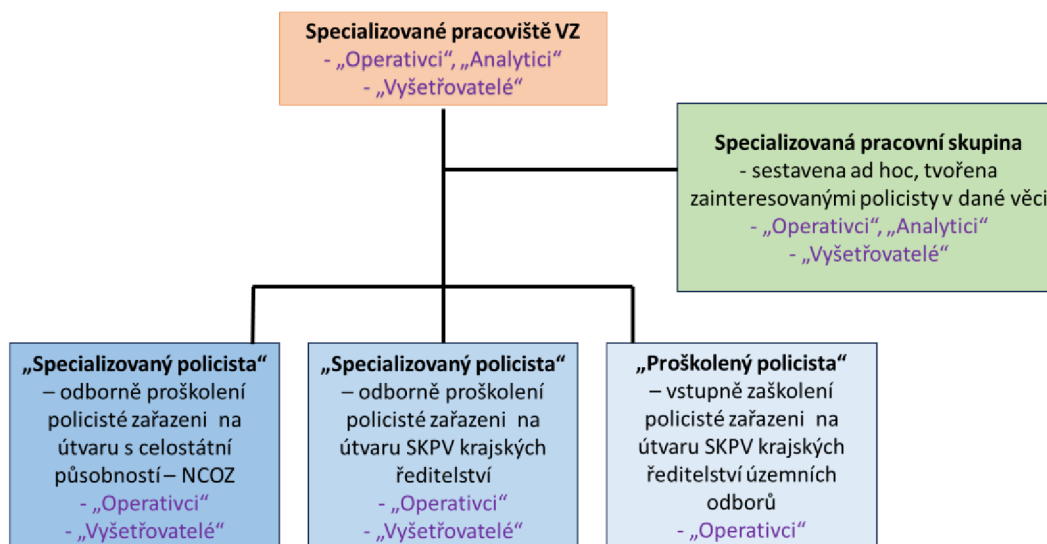 Specializované pracoviště VZ
- „Operativci“, „Analytici“
- „Vyšetřovatelé“
Specializovaná pracovní skupina
- sestavena ad hoc, tvořena
zainteresovanými policisty v dané věci
- „Operativci“, „Analytici“
- „Vyšetřovatelé“
„Specializovaný policista“
– odborně proškolení
policisté zařazeni na
útvaru s celostátní
působností – NCOZ
- „Operativci“
- „Vyšetřovatelé“
„Specializovaný policista“
– odborně proškolení
policisté zařazeni na
útvaru SKPV krajských
ředitelství
- „Operativci“
- „Vyšetřovatelé“
„Proškolený policista“
– vstupně zaškolení
policisté zařazeni na
útvaru SKPV krajských
ředitelství územních
odborů
- „Operativci“